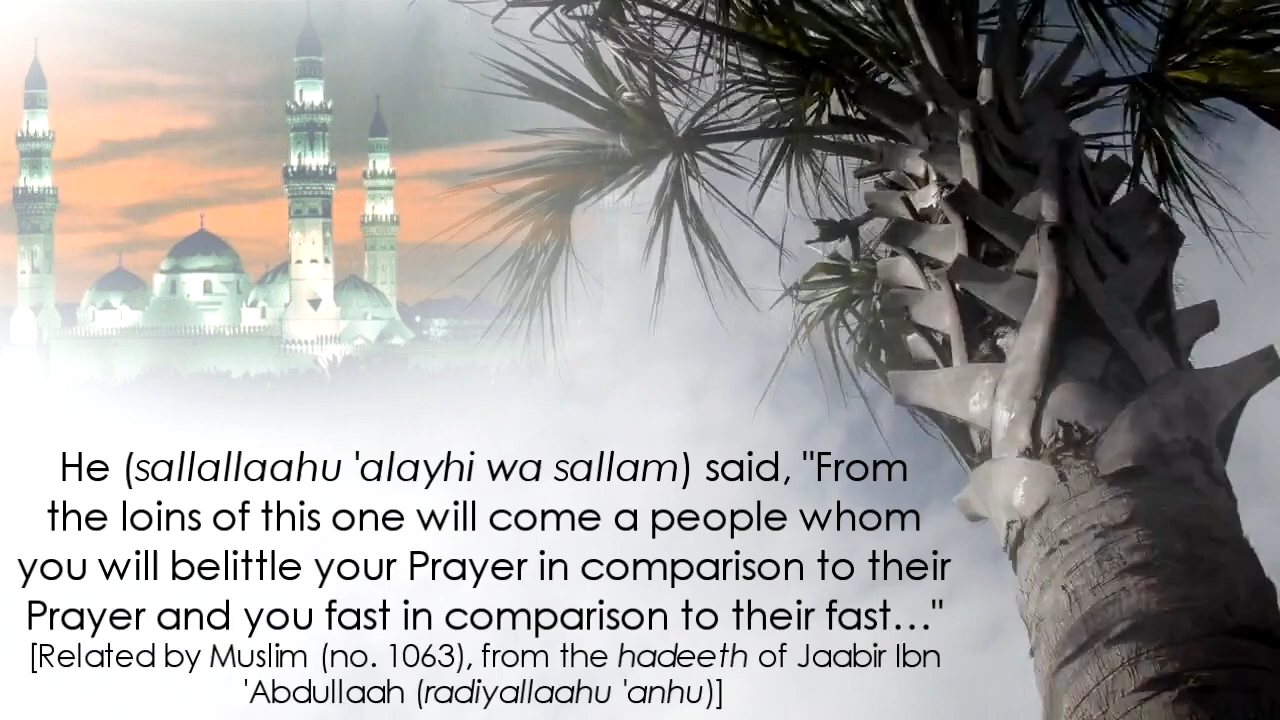 He (sallallaahu 'alayhi wa sallam) said, "From
the loins of this one will come a people whom
you will belittle your Prayer in comparison to their
Prayer and you fast in comparison to their fast…"
[Related by Muslim (no. 1063), from the hadeeth of Jaabir Ibn
'Abdullaah (radiyallaahu 'anhu)]